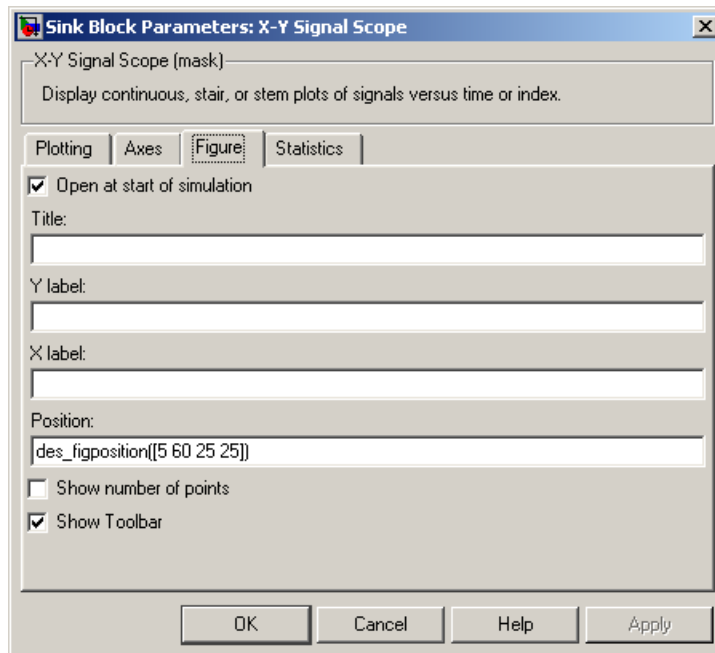 Sink Block Parameters: X-Y Signal Scope
X-Y Signal Scope (mask)
Display continuous, stair, or stem plots of signals versus time or index.
Plotting Axes Figure Statistics
Open at start of simulation
Title:
Y label:
X label:
Position:
des_figposition([5 60 25 25])
Show number of points
Show Toolbar
OK Cancel Help Apply